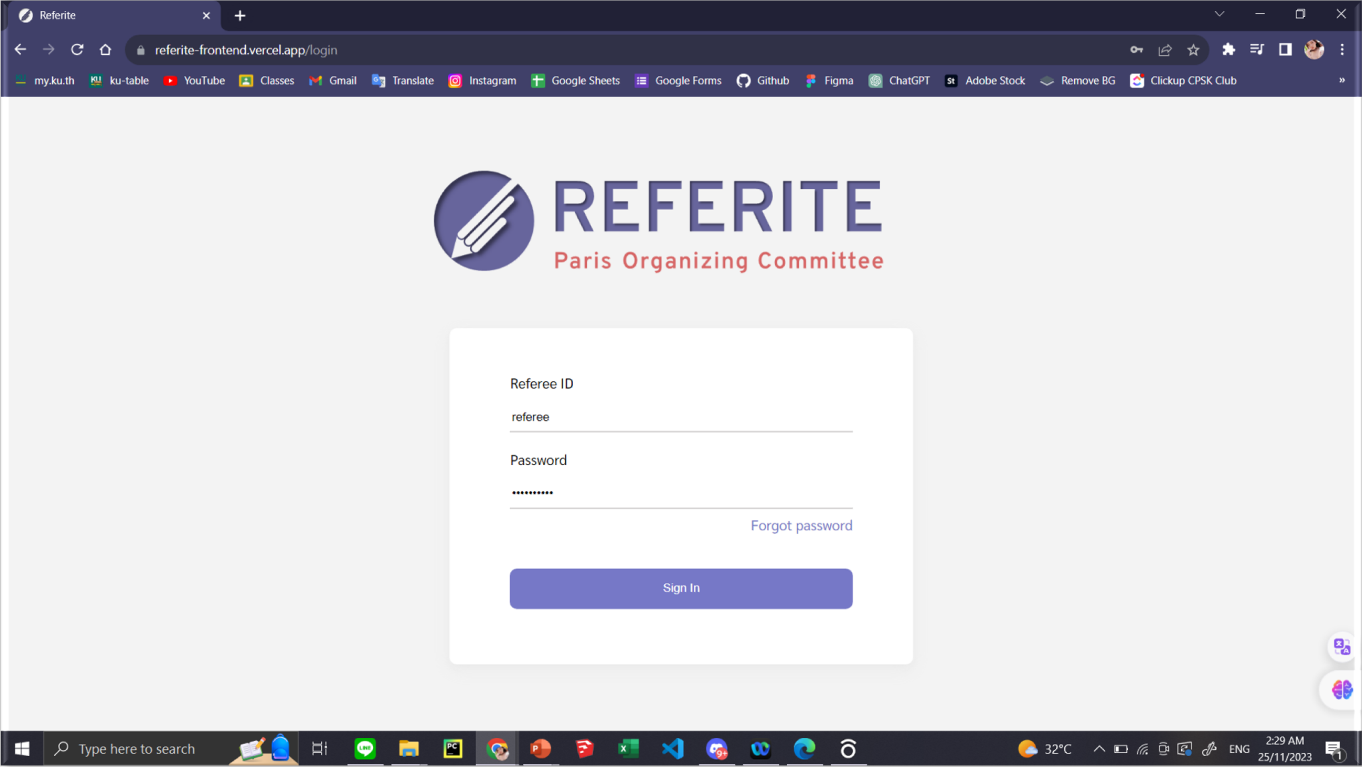 Referite
referite-frontend.vercel.app/login
my.ku.th KU ku-table YouTube Classes Gmail Translate Instagram Google Sheets Google Forms Github Figma ChatGPT St Adobe Stock Remove BG Clickup CPSK Club »
REFERITE
Paris Organizing Committee
Referee ID
referee
Password
••••••••••
Forgot password
Sign In
Type here to search
32°C
ENG
2:29 AM
25/11/2023